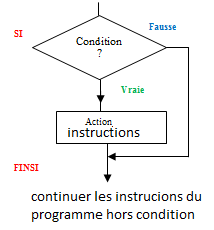 SI
Fausse
Condition
?
Vraie
Action
instructions
FINSI
continuer les instrucions du
programme hors condition